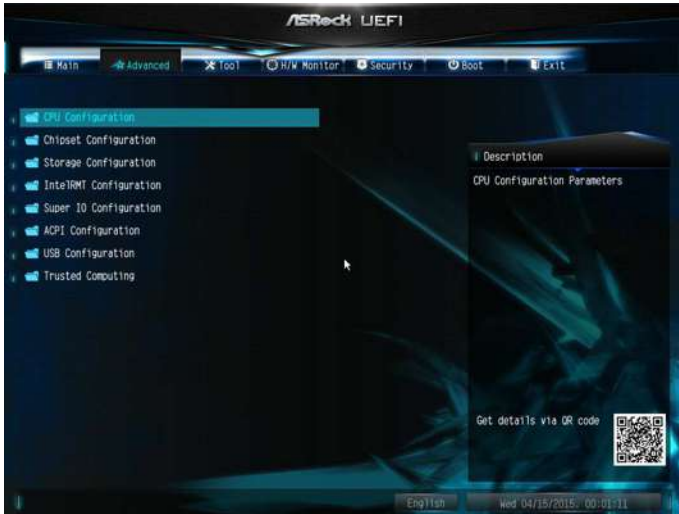 ASRock UEFI
Main Advanced Tool H/W Monitor Security Boot Exit
CPU Configuration
Chipset Configuration
Storage Configuration
IntelRMT Configuration
Super IO Configuration
ACPI Configuration
USB Configuration
Trusted Computing
Description
CPU Configuration Parameters
Get details via QR code
English Wed 04/15/2015. 00:01:11